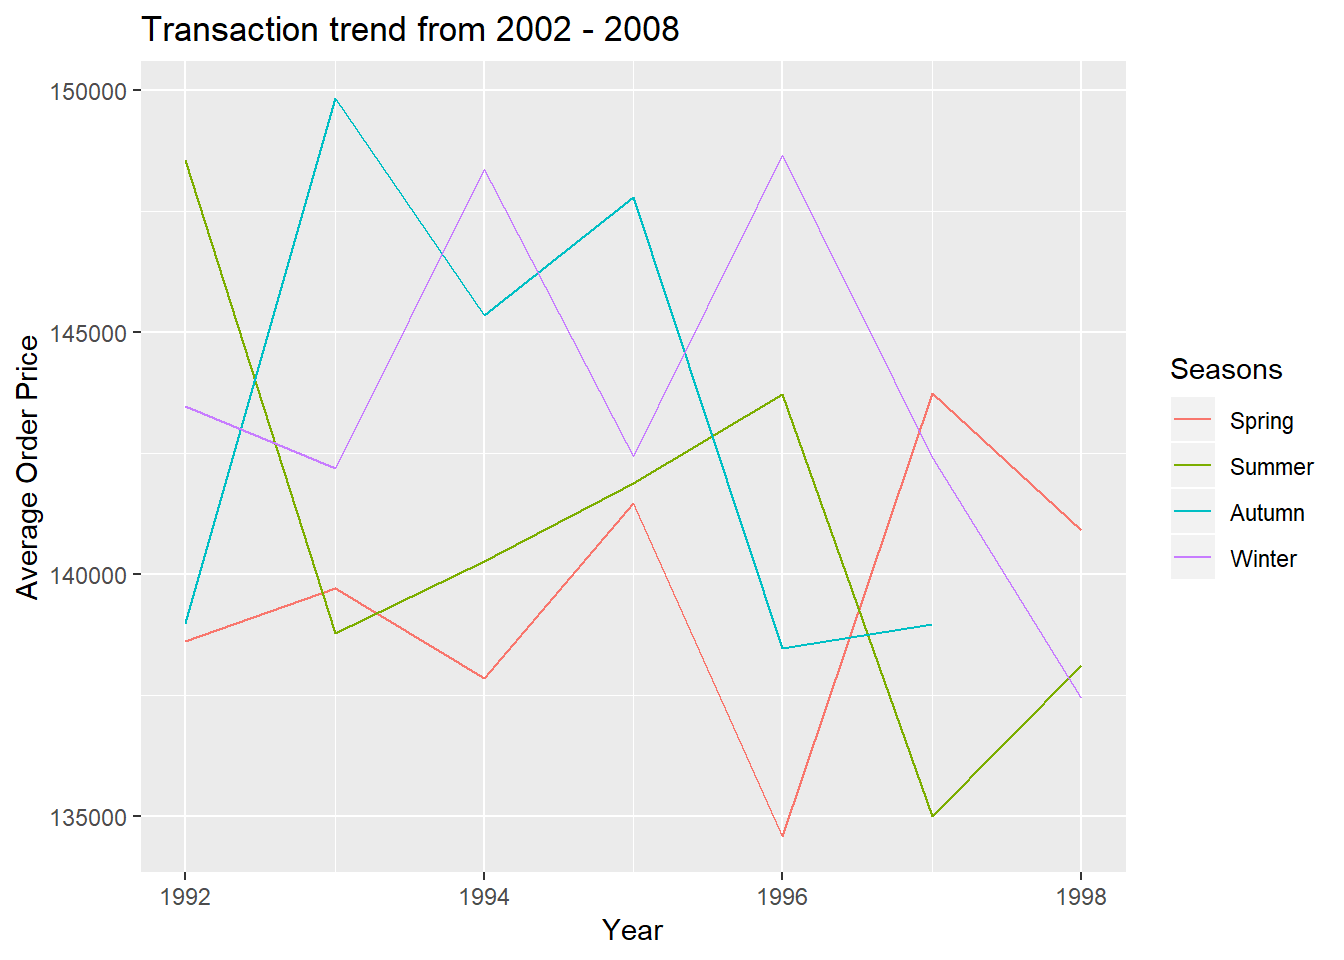 Transaction trend from 2002 - 2008
150000
145000
140000
135000
Average Order Price
1992 1994 1996 1998
Year
Seasons
Spring
Summer
Autumn
Winter